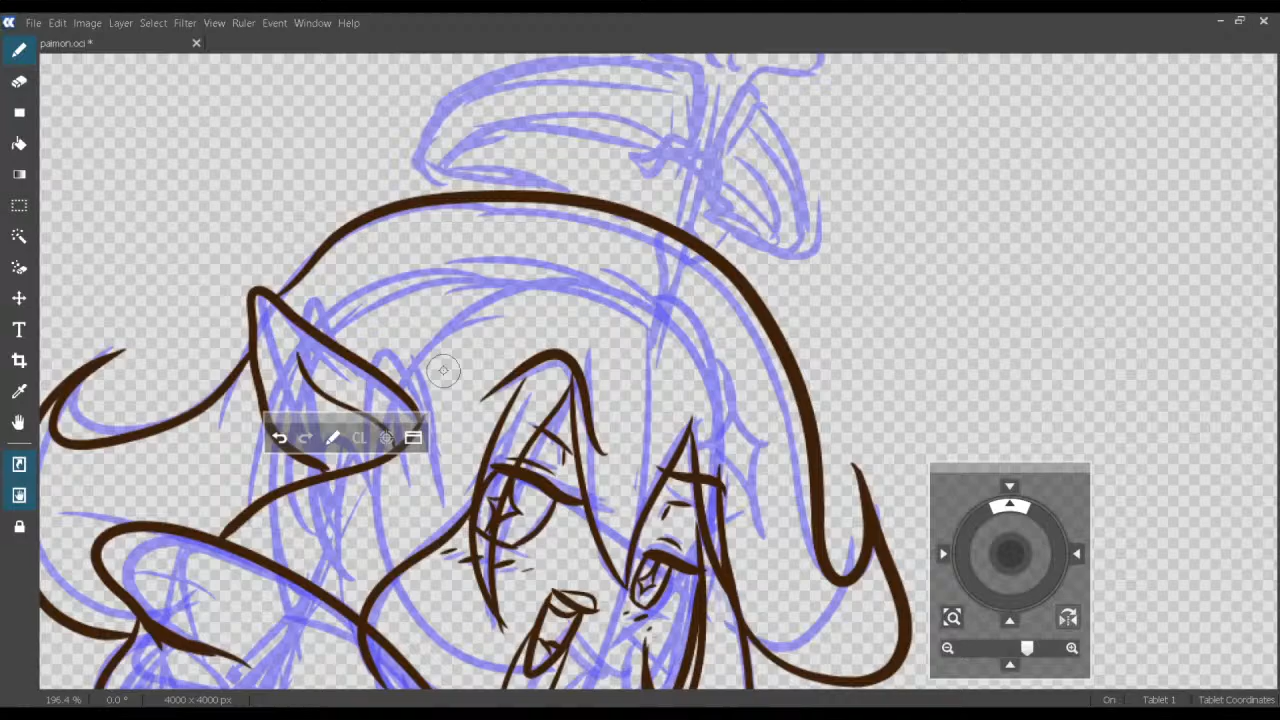 File Edit Image Layer Select Filter View Ruler Event Window Help
paimon.oci *
T
CL
196.4 % 0.0 ° 4000 x 4000 px On Tablet 1 Tablet Coordinates